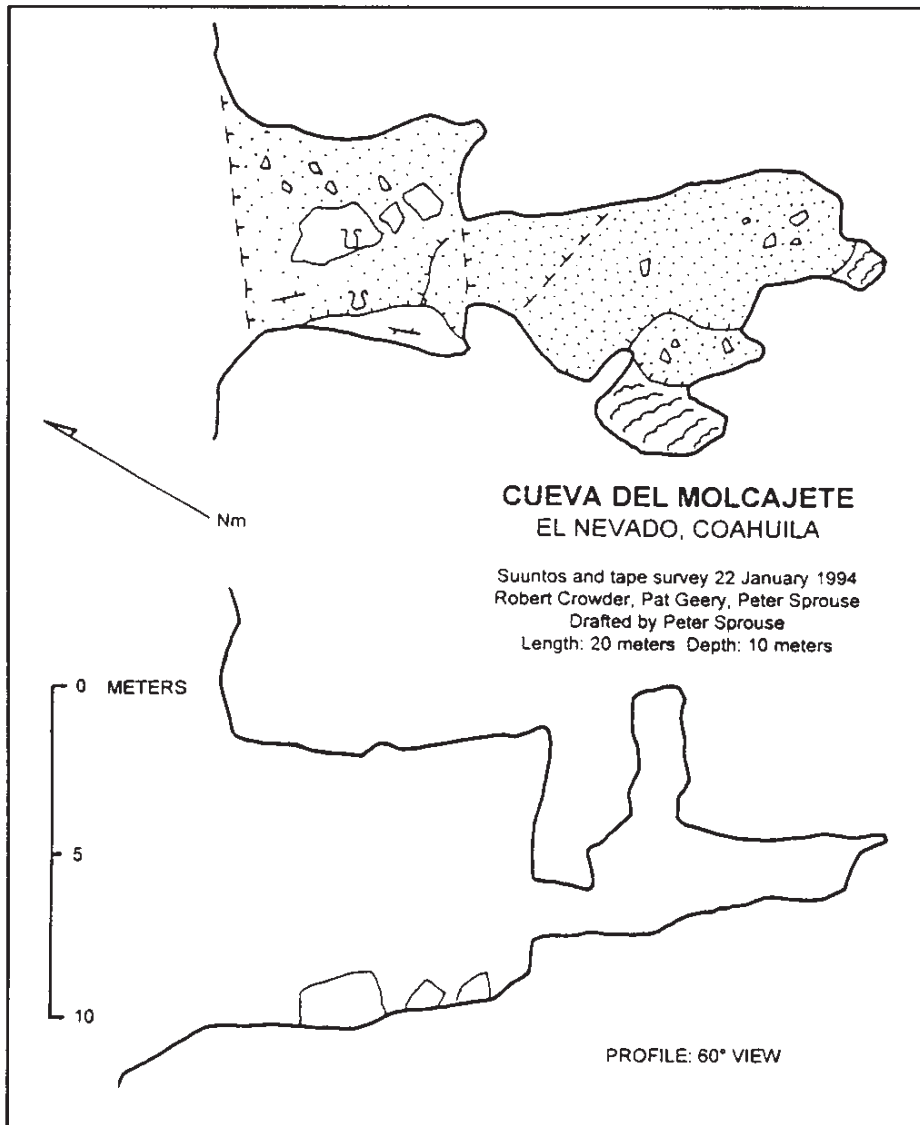 Nm
CUEVA DEL MOLCAJETE
EL NEVADO, COAHUILA
Suuntos and tape survey 22 January 1994
Robert Crowder, Pat Geery, Peter Sprouse
Drafted by Peter Sprouse
Length: 20 meters Depth: 10 meters
0 METERS
5
10
PROFILE: 60° VIEW